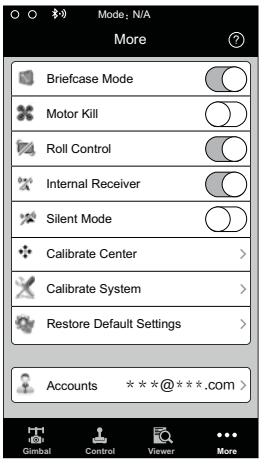 Mode: N/A
More ?
Briefcase Mode
Motor Kill
Roll Control
Internal Receiver
Silent Mode
Calibrate Center
Calibrate System
Restore Default Settings
Accounts ***@***.com
Gimbal Control Viewer More